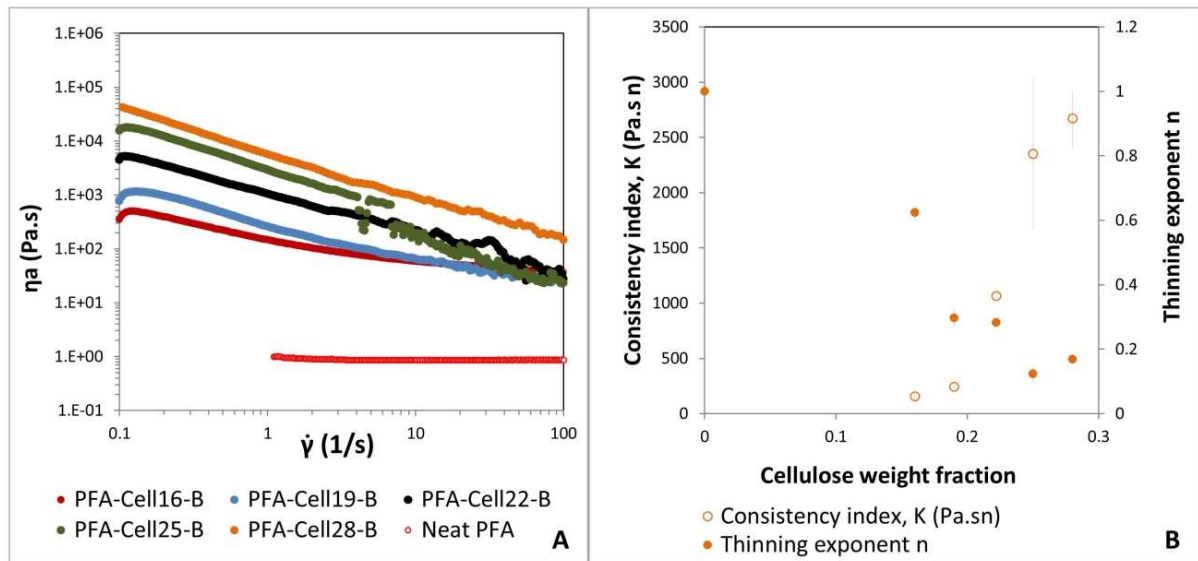 ηa (Pa.s)
1.E+06
1.E+05
1.E+04
1.E+03
1.E+02
1.E+01
1.E+00
1.E-01
0.1
1
10
100
γ̇ (1/s)
PFA-Cell16-B
PFA-Cell19-B
PFA-Cell22-B
PFA-Cell25-B
PFA-Cell28-B
Neat PFA
A
Consistency index, K (Pa.s n)
3500
3000
2500
2000
1500
1000
500
0
0
0.1
0.2
0.3
1.2
1
0.8
0.6
0.4
0.2
0
Thinning exponent n
Cellulose weight fraction
Consistency index, K (Pa.sn)
Thinning exponent n
B